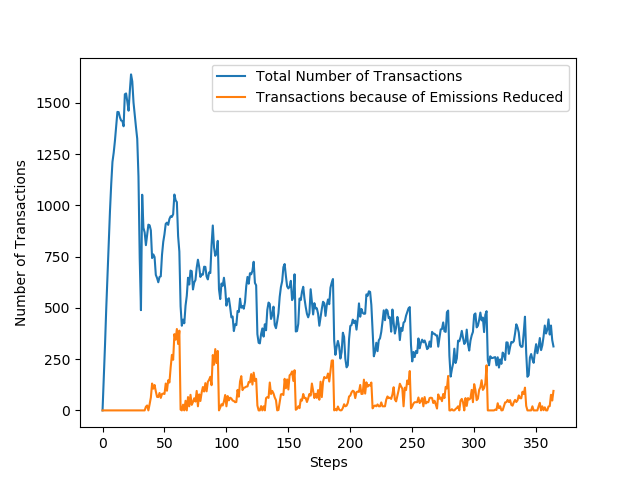 Total Number of Transactions
Transactions because of Emissions Reduced
Number of Transactions
1500
1250
1000
750
500
250
0
0 50 100 150 200 250 300 350
Steps